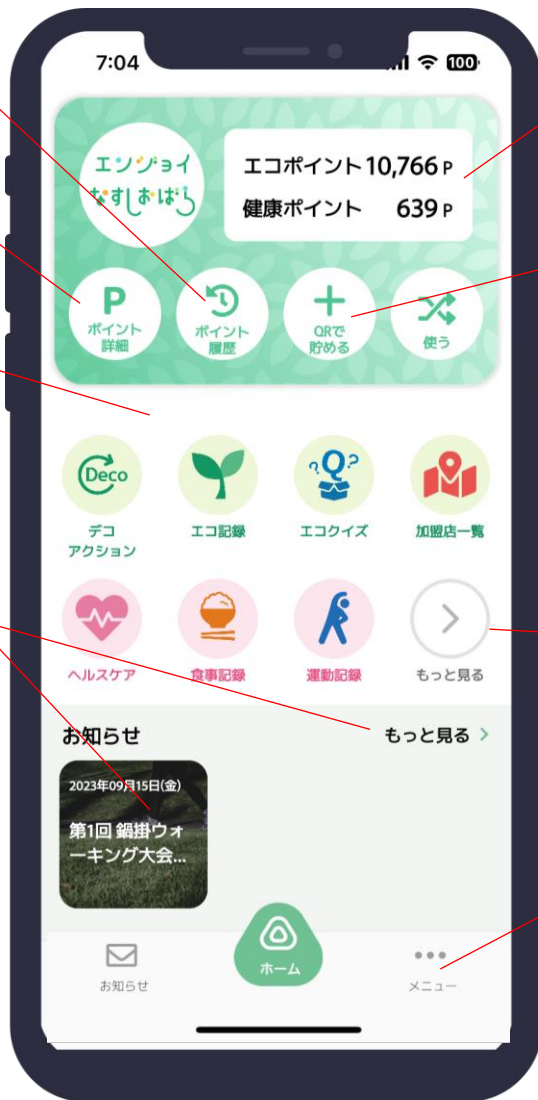 7:04
100
エンジョイ
なすしおばら
エコポイント 10,766 P
健康ポイント 639 P
P
ポイント
詳細
ポイント
履歴
QRで
貯める
使う
Deco
デコ
アクション
エコ記録
?Q?
エコクイズ
加盟店一覧
ヘルスケア
食事記録
運動記録
もっと見る
お知らせ
もっと見る
2023年09月15日(金)
第1回 鍋掛ウォ
ーキング大会...
お知らせ
ホーム
メニュー